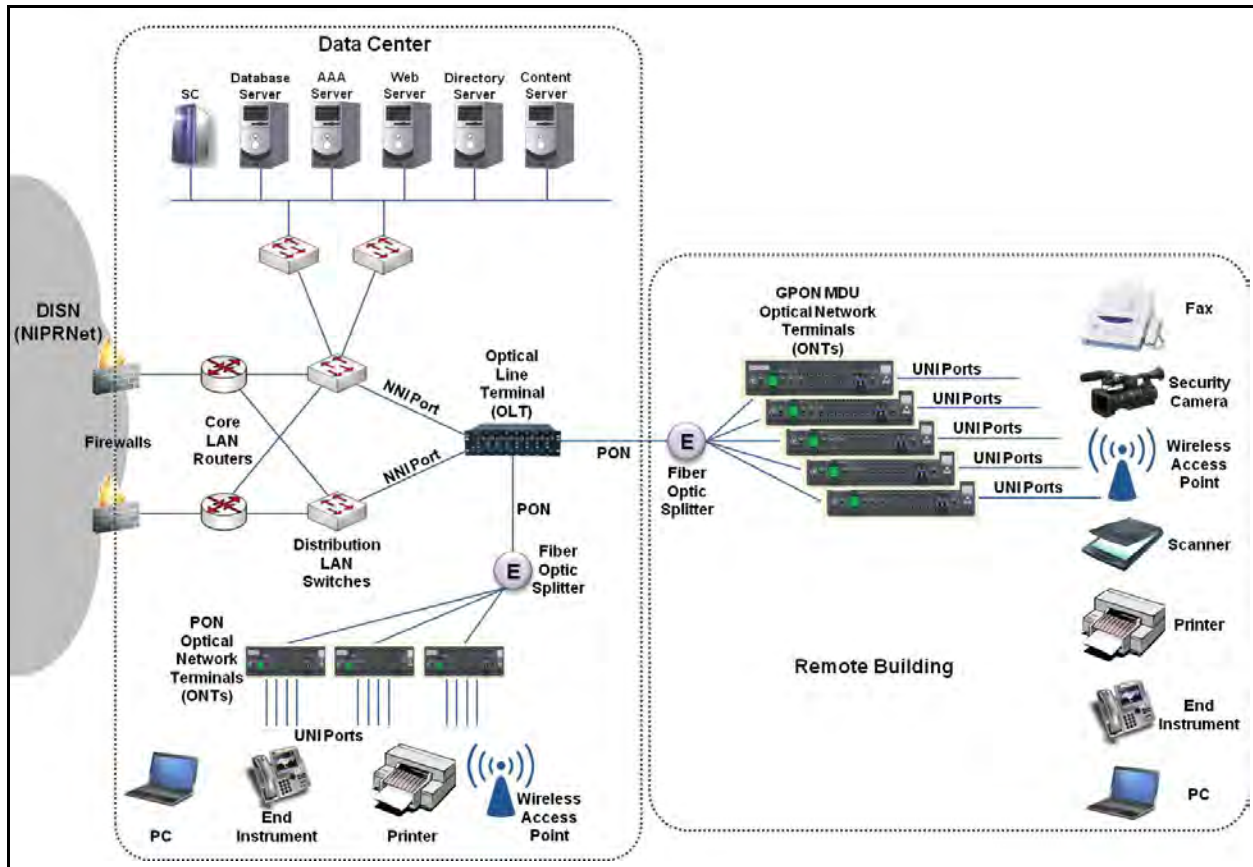 Data Center
SC
Database
Server
AAA
Server
Web
Server
Directory
Server
Content
Server
DISN
(NIPRNet)
Firewalls
Core
LAN
Routers
NNI Port
NNI Port
Optical
Line
Terminal
(OLT)
Distribution
LAN
Switches
PON
PON
E
Fiber
Optic
Splitter
PON
Optical
Network
Terminals
(ONTs)
UNI Ports
PC
End
Instrument
Printer
Wireless
Access
Point
E
Fiber
Optic
Splitter
GPON MDU
Optical Network
Terminals
(ONTs)
UNI Ports
UNI Ports
UNI Ports
UNI Ports
UNI Ports
Remote Building
Fax
Security
Camera
Wireless
Access
Point
Scanner
Printer
End
Instrument
PC